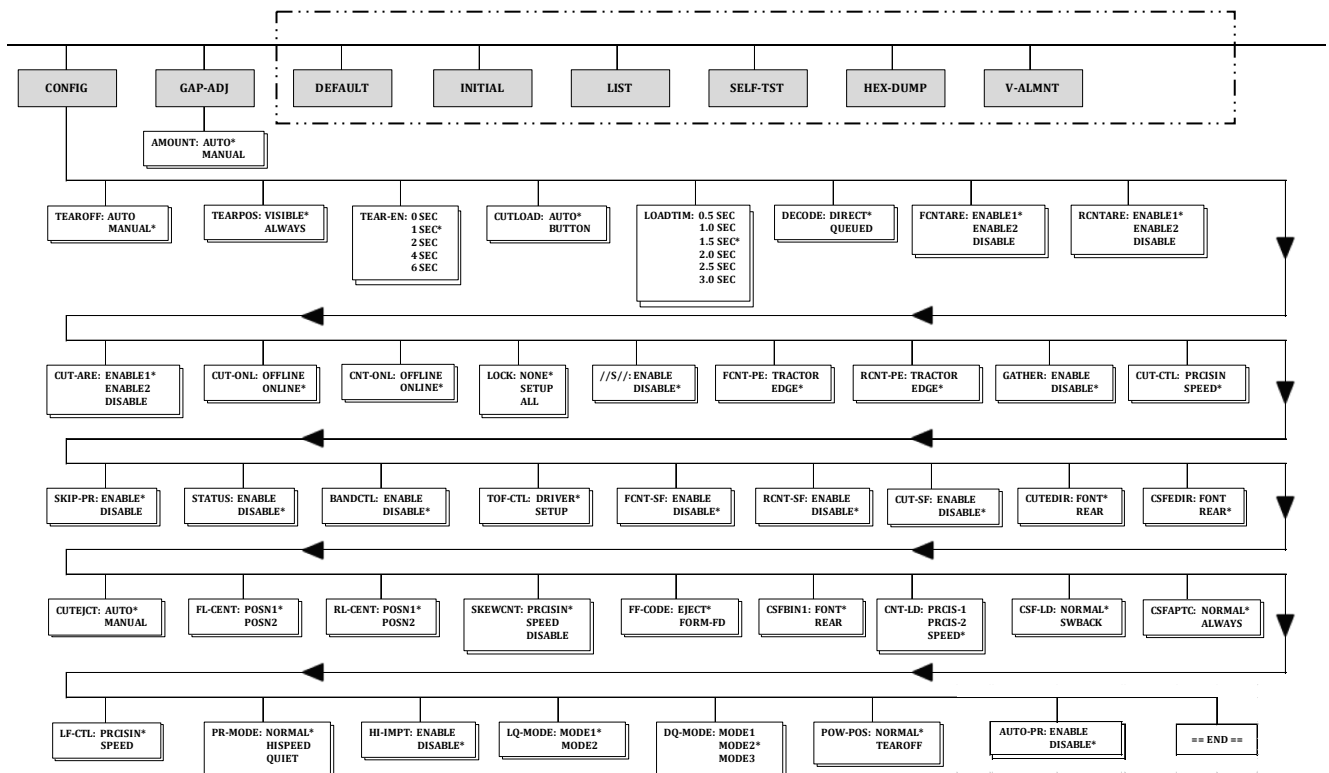 CONFIG
GAP-ADJ
DEFAULT
INITIAL
LIST
SELF-TST
HEX-DUMP
V-ALMNT
AMOUNT: AUTO*
MANUAL
TEAROFF: AUTO
MANUAL*
TEARPOS: VISIBLE*
ALWAYS
TEAR-EN: 0 SEC
1 SEC*
2 SEC
4 SEC
6 SEC
CUTLOAD: AUTO*
BUTTON
LOADTIM: 0.5 SEC
1.0 SEC
1.5 SEC*
2.0 SEC
2.5 SEC
3.0 SEC
DECODE: DIRECT*
QUEUED
FCNTARE: ENABLE1*
ENABLE2
DISABLE
RCNTARE: ENABLE1*
ENABLE2
DISABLE
CUT-ARE: ENABLE1*
ENABLE2
DISABLE
CUT-ONL: OFFLINE
ONLINE*
CNT-ONL: OFFLINE
ONLINE*
LOCK: NONE*
SETUP
ALL
//S//: ENABLE
DISABLE*
FCNT-PE: TRACTOR
EDGE*
RCNT-PE: TRACTOR
EDGE*
GATHER: ENABLE
DISABLE*
CUT-CTL: PRCISIN
SPEED*
SKIP-PR: ENABLE*
DISABLE
STATUS: ENABLE
DISABLE*
BANDCTL: ENABLE
DISABLE*
TOF-CTL: DRIVER*
SETUP
FCNT-SF: ENABLE
DISABLE*
RCNT-SF: ENABLE
DISABLE*
CUT-SF: ENABLE
DISABLE*
CUTEDIR: FONT*
REAR
CSFEDIR: FONT
REAR*
CUTEJCT: AUTO*
MANUAL
FL-CENT: POSN1*
POSN2
RL-CENT: POSN1*
POSN2
SKEWCNT: PRCISIN*
SPEED
DISABLE
FF-CODE: EJECT*
FORM-FD
CSFBIN1: FONT*
REAR
CNT-LD: PRCIS-1
PRCIS-2
SPEED*
CSF-LD: NORMAL*
SWBACK
CSFAPTC: NORMAL*
ALWAYS
LF-CTL: PRCISIN*
SPEED
PR-MODE: NORMAL*
HISPEED
QUIET
HI-IMPT: ENABLE
DISABLE*
LQ-MODE: MODE1*
MODE2
DQ-MODE: MODE1
MODE2*
MODE3
POW-POS: NORMAL*
TEAROFF
AUTO-PR: ENABLE
DISABLE*
== END ==